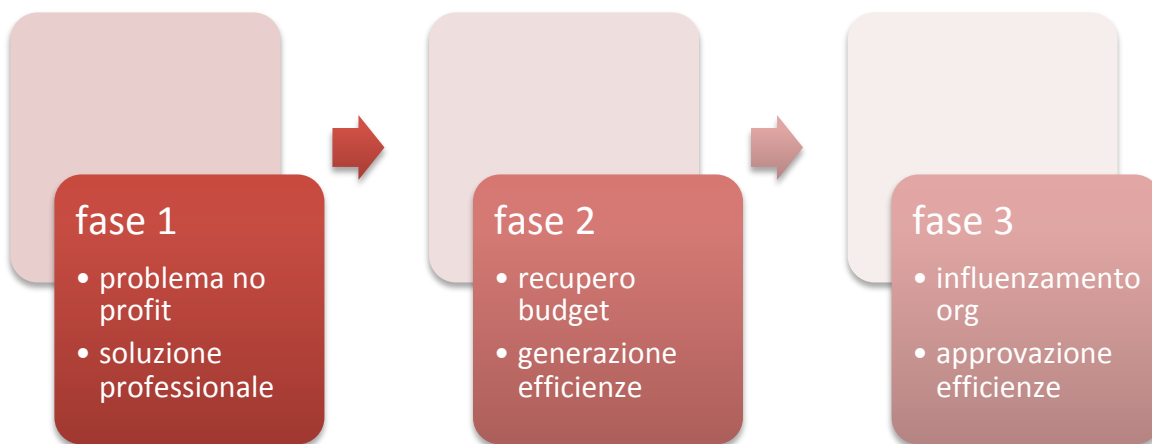 fase 1
• problema no
profit
• soluzione
professionale
fase 2
• recupero
budget
• generazione
efficienze
fase 3
• influenzamento
org
• approvazione
efficienze